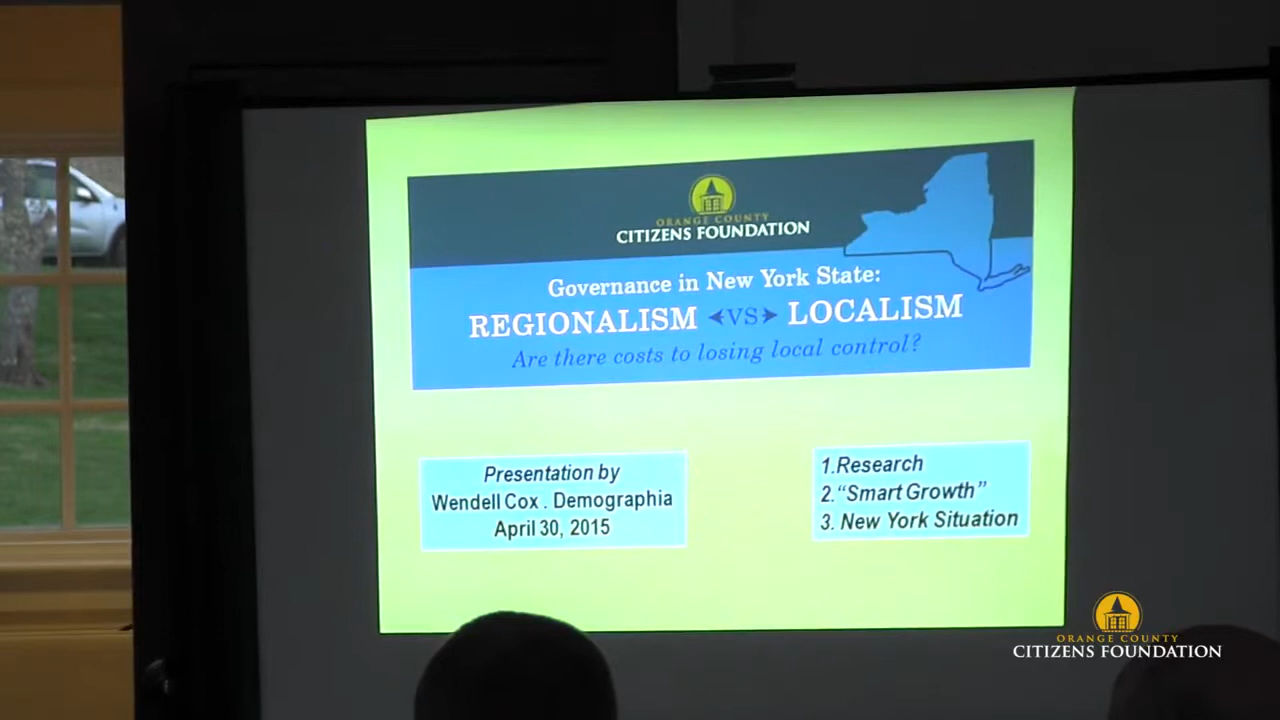 ORANGE COUNTY
CITIZENS FOUNDATION
Governance in New York State:
REGIONALISM VS LOCALISM
Are there costs to losing local control?
Presentation by
Wendell Cox . Demographia
April 30, 2015
1.Research
2."Smart Growth"
3. New York Situation
ORANGE COUNTY
CITIZENS FOUNDATION